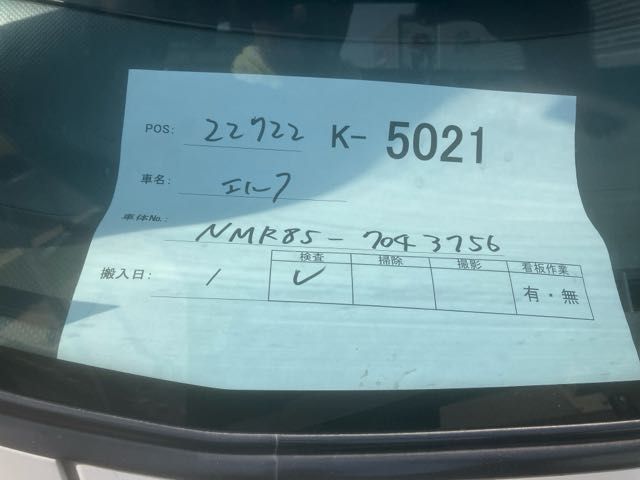 POS: 22722 K-5021
車名: エルフ
車体No.: NMR85-7043756
検査 掃除 撮影 看板作業
搬入日: / ✓ 有・無